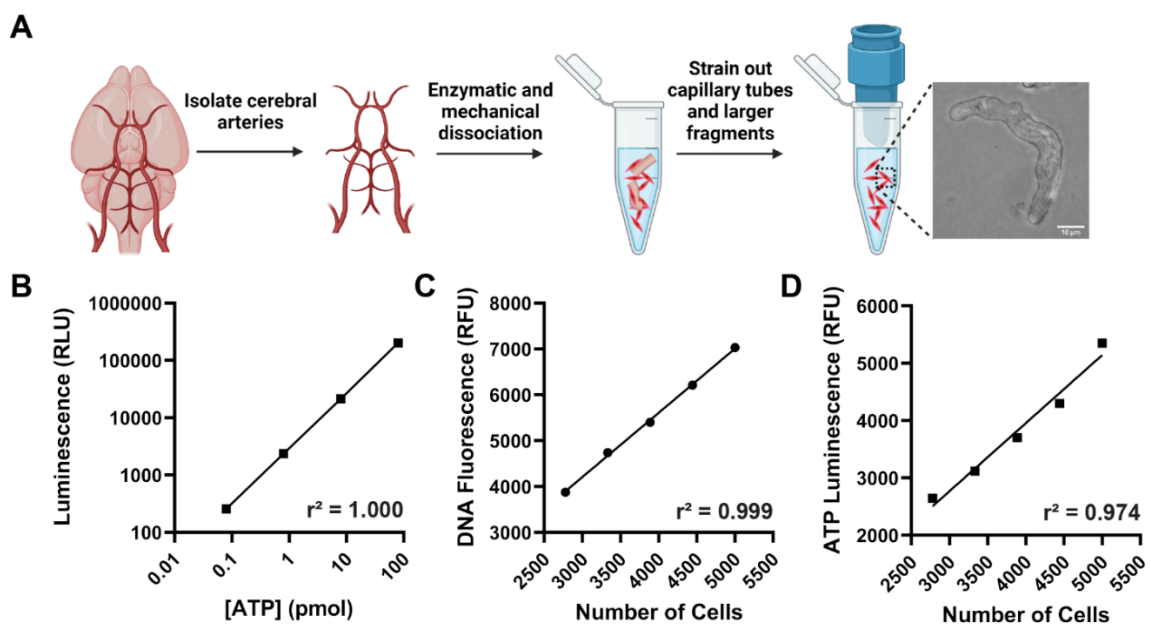 A
Isolate cerebral
arteries
Enzymatic and
mechanical
dissociation
Strain out
capillary tubes
and larger
fragments
10 µm
B
Luminescence (RLU)
1000000
100000
10000
1000
100
0.01
0.1
1
10
100
r² = 1.000
[ATP] (pmol)
C
DNA Fluorescence (RFU)
8000
7000
6000
5000
4000
3000
2500
3000
3500
4000
4500
5000
5500
r² = 0.999
Number of Cells
D
ATP Luminescence (RFU)
6000
5000
4000
3000
2000
2500
3000
3500
4000
4500
5000
5500
r² = 0.974
Number of Cells